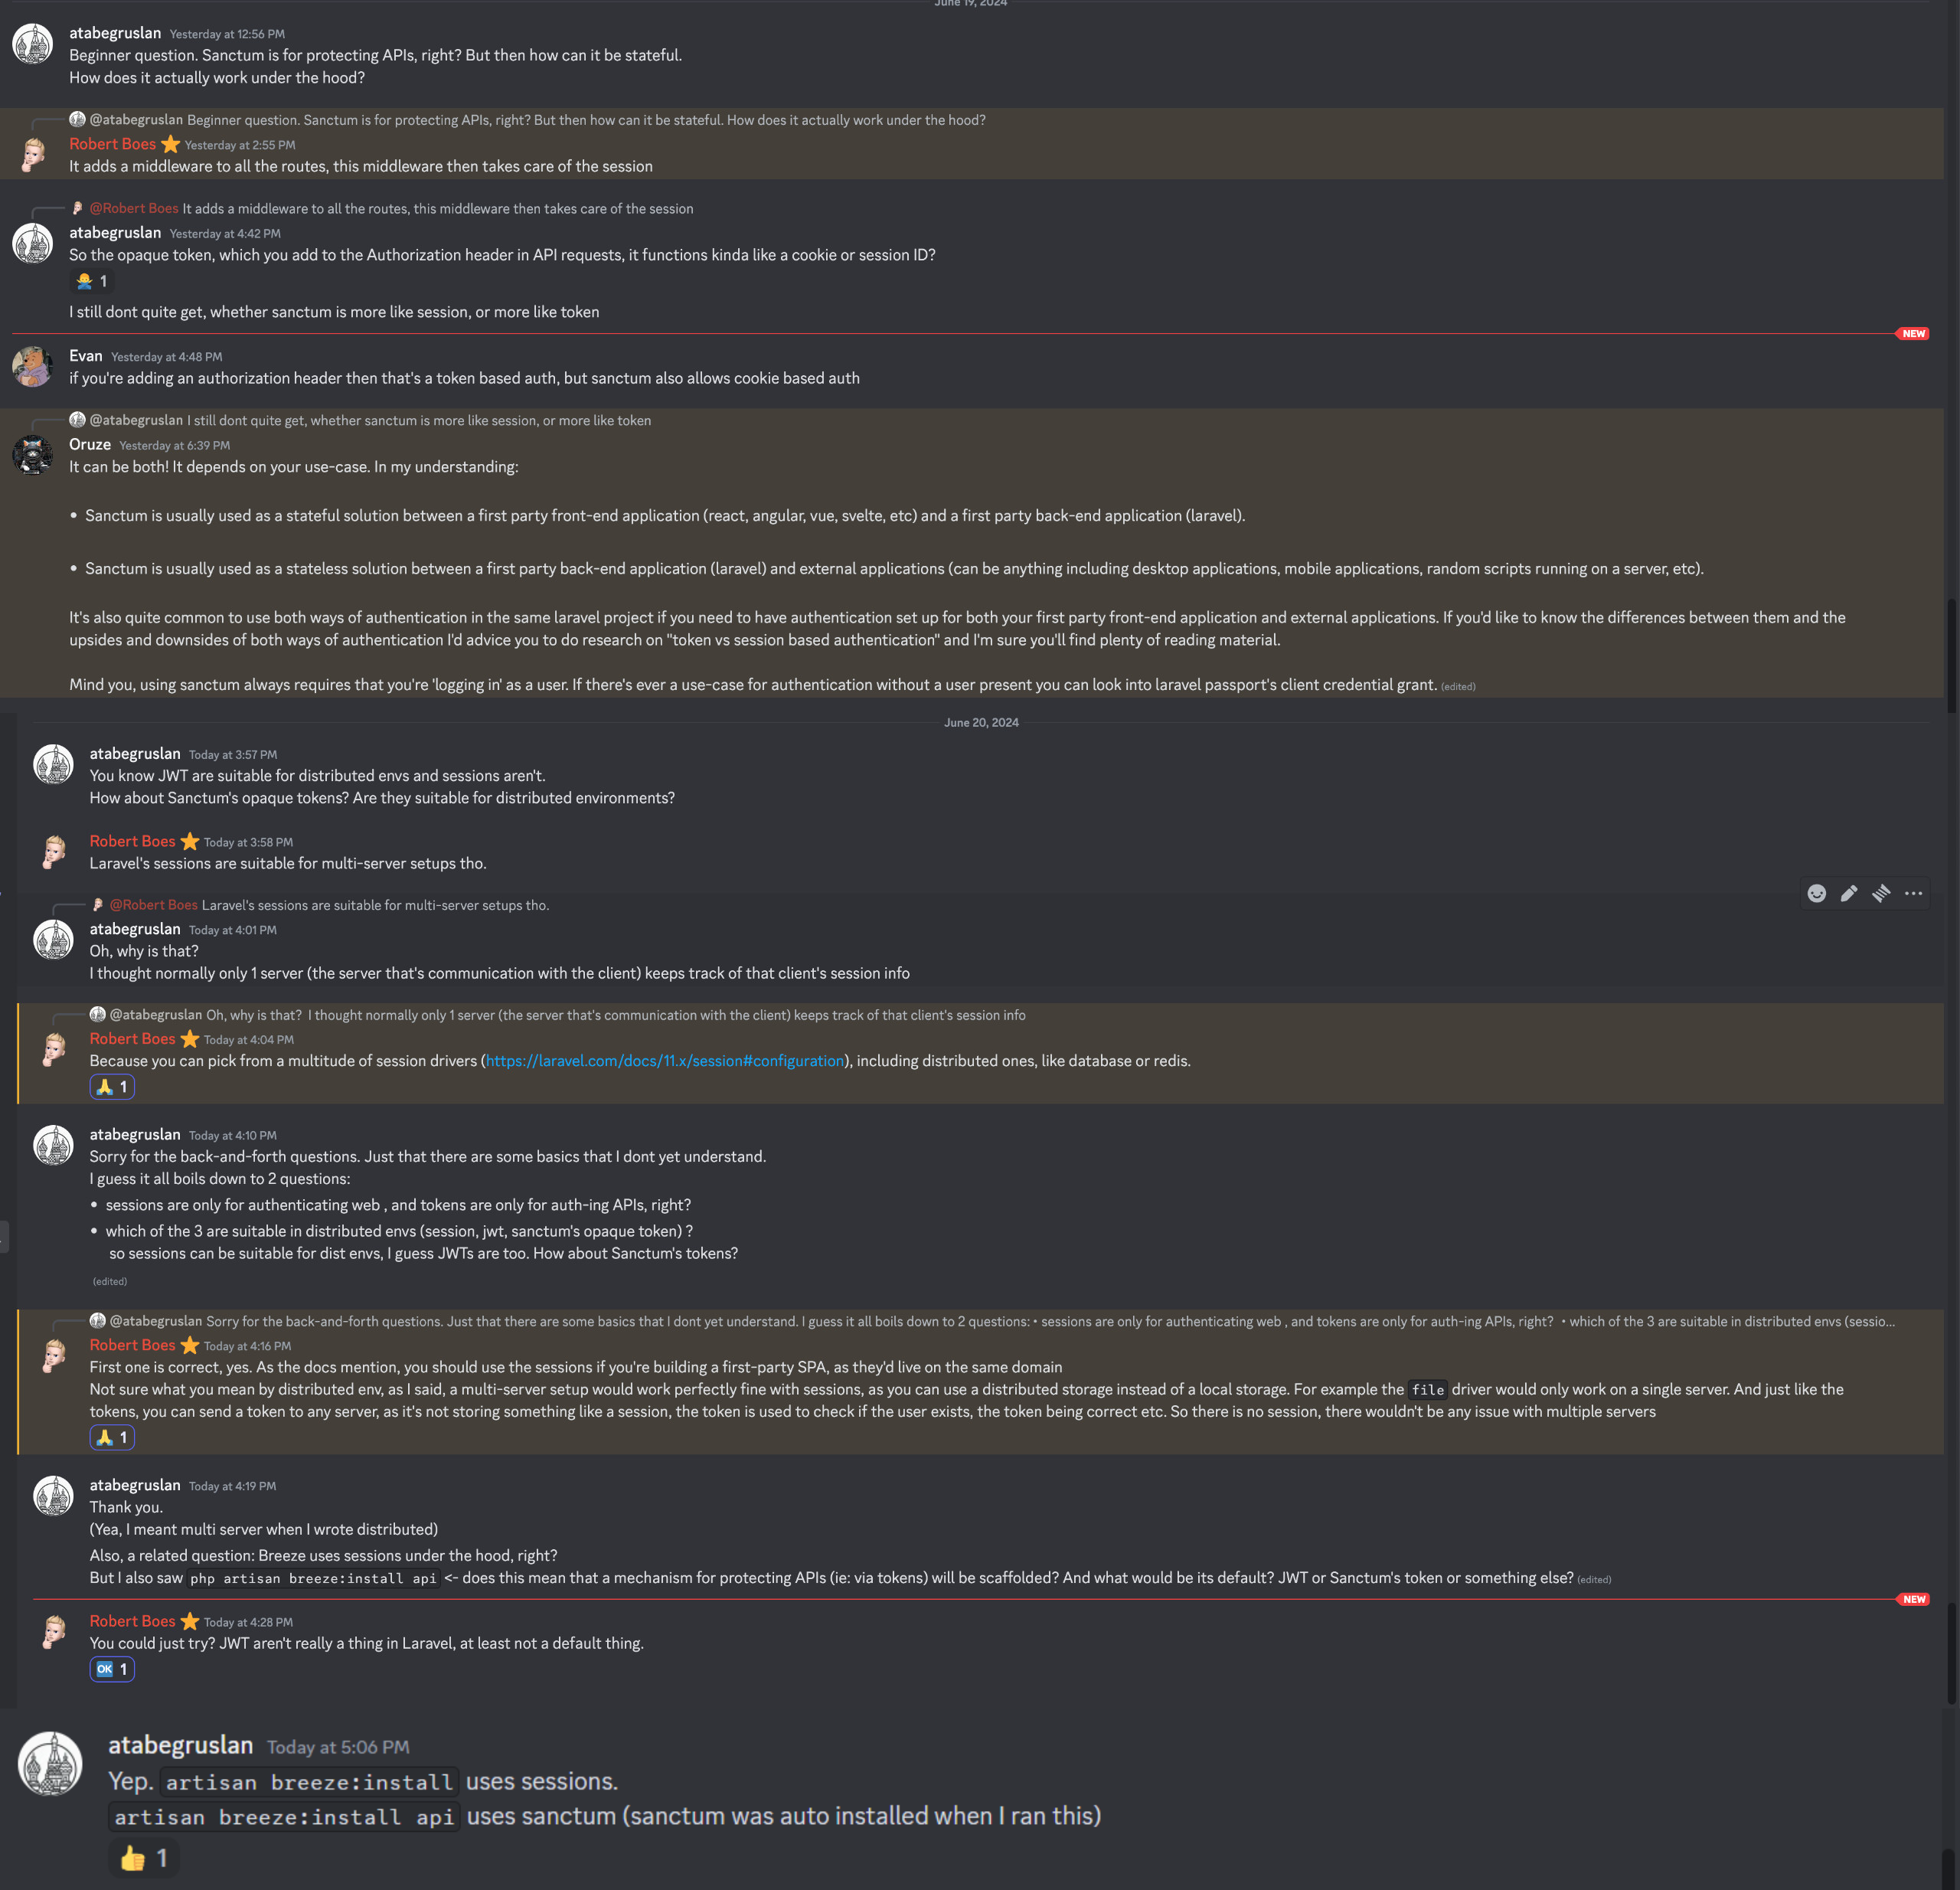 June 19, 2024
atabegruslan Yesterday at 12:56 PM
Beginner question. Sanctum is for protecting APIs, right? But then how can it be stateful.
How does it actually work under the hood?
@atabegruslan Beginner question. Sanctum is for protecting APIs, right? But then how can it be stateful. How does it actually work under the hood?
Robert Boes Yesterday at 2:55 PM
It adds a middleware to all the routes, this middleware then takes care of the session
@Robert Boes It adds a middleware to all the routes, this middleware then takes care of the session
atabegruslan Yesterday at 4:42 PM
So the opaque token, which you add to the Authorization header in API requests, it functions kinda like a cookie or session ID?
1
I still dont quite get, whether sanctum is more like session, or more like token
NEW
Evan Yesterday at 4:48 PM
if you're adding an authorization header then that's a token based auth, but sanctum also allows cookie based auth
@atabegruslan I still dont quite get, whether sanctum is more like session, or more like token
Oruze Yesterday at 6:39 PM
It can be both! It depends on your use-case. In my understanding:
• Sanctum is usually used as a stateful solution between a first party front-end application (react, angular, vue, svelte, etc) and a first party back-end application (laravel).
• Sanctum is usually used as a stateless solution between a first party back-end application (laravel) and external applications (can be anything including desktop applications, mobile applications, random scripts running on a server, etc).
It's also quite common to use both ways of authentication in the same laravel project if you need to have authentication set up for both your first party front-end application and external applications. If you'd like to know the differences between them and the
upsides and downsides of both ways of authentication I'd advice you to do research on "token vs session based authentication" and I'm sure you'll find plenty of reading material.
Mind you, using sanctum always requires that you're 'logging in' as a user. If there's ever a use-case for authentication without a user present you can look into laravel passport's client credential grant. (edited)
June 20, 2024
atabegruslan Today at 3:57 PM
You know JWT are suitable for distributed envs and sessions aren't.
How about Sanctum's opaque tokens? Are they suitable for distributed environments?
Robert Boes Today at 3:58 PM
Laravel's sessions are suitable for multi-server setups tho.
@Robert Boes Laravel's sessions are suitable for multi-server setups tho.
atabegruslan Today at 4:01 PM
Oh, why is that?
I thought normally only 1 server (the server that's communication with the client) keeps track of that client's session info
@atabegruslan Oh, why is that? I thought normally only 1 server (the server that's communication with the client) keeps track of that client's session info
Robert Boes Today at 4:04 PM
Because you can pick from a multitude of session drivers (https://laravel.com/docs/11.x/session#configuration), including distributed ones, like database or redis.
1
atabegruslan Today at 4:10 PM
Sorry for the back-and-forth questions. Just that there are some basics that I dont yet understand.
I guess it all boils down to 2 questions:
• sessions are only for authenticating web , and tokens are only for auth-ing APIs, right?
• which of the 3 are suitable in distributed envs (session, jwt, sanctum's opaque token) ?
so sessions can be suitable for dist envs, I guess JWTs are too. How about Sanctum's tokens?
(edited)
@atabegruslan Sorry for the back-and-forth questions. Just that there are some basics that I dont yet understand. I guess it all boils down to 2 questions: • sessions are only for authenticating web , and tokens are only for auth-ing APIs, right? • which of the 3 are suitable in distributed envs (sessio...
Robert Boes Today at 4:16 PM
First one is correct, yes. As the docs mention, you should use the sessions if you're building a first-party SPA, as they'd live on the same domain
Not sure what you mean by distributed env, as I said, a multi-server setup would work perfectly fine with sessions, as you can use a distributed storage instead of a local storage. For example the file driver would only work on a single server. And just like the
tokens, you can send a token to any server, as it's not storing something like a session, the token is used to check if the user exists, the token being correct etc. So there is no session, there wouldn't be any issue with multiple servers
1
atabegruslan Today at 4:19 PM
Thank you.
(Yea, I meant multi server when I wrote distributed)
Also, a related question: Breeze uses sessions under the hood, right?
But I also saw php artisan breeze:install api <- does this mean that a mechanism for protecting APIs (ie: via tokens) will be scaffolded? And what would be its default? JWT or Sanctum's token or something else? (edited)
NEW
Robert Boes Today at 4:28 PM
You could just try? JWT aren't really a thing in Laravel, at least not a default thing.
OK 1
atabegruslan Today at 5:06 PM
Yep. artisan breeze:install uses sessions.
artisan breeze:install api uses sanctum (sanctum was auto installed when I ran this)
1